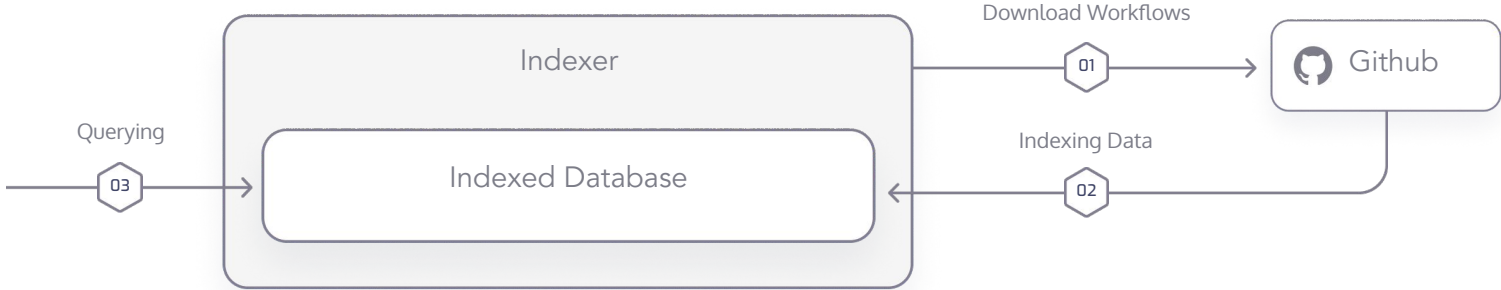 Download Workflows
Indexer
01
Github
Querying
Indexing Data
03
Indexed Database
02